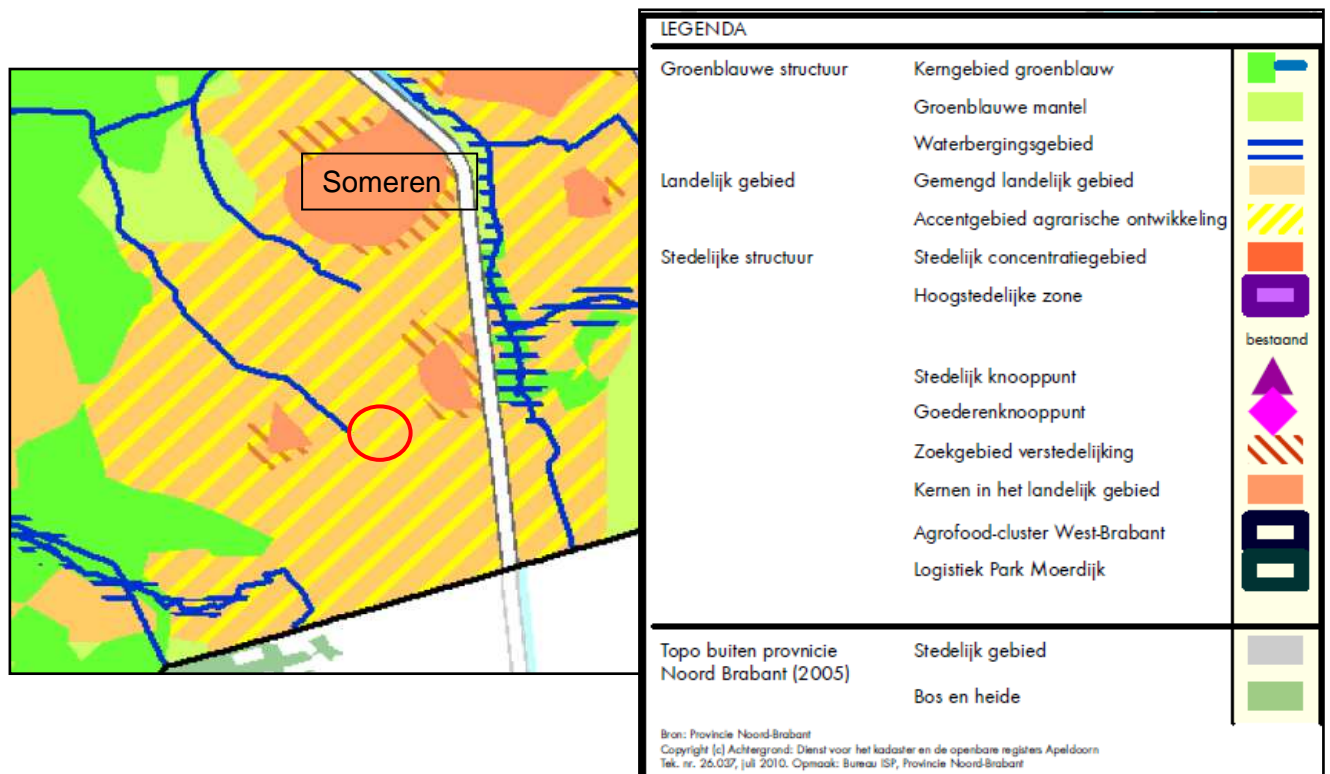 Someren
LEGENDA
Groenblauwe structuur Kerngebied groenblauw
Groenblauwe mantel
Waterbergingsgebied
Landelijk gebied Gemengd landelijk gebied
Accentgebied agrarische ontwikkeling
Stedelijke structuur Stedelijk concentratiegebied
Hoogstedelijke zone
bestaand
Stedelijk knooppunt
Goederenknooppunt
Zoekgebied verstedelijking
Kernen in het landelijk gebied
Agrofood-cluster West-Brabant
Logistiek Park Moerdijk
Topo buiten provnicie Stedelijk gebied
Noord Brabant (2005)
Bos en heide
Bron: Provincie Noord-Brabant
Copyright (c) Achtergrond: Dienst voor het kadaster en de openbare registers Apeldoorn
Tek. nr. 26.037, juli 2010. Opmaak: Bureau ISP, Provincie Noord-Brabant